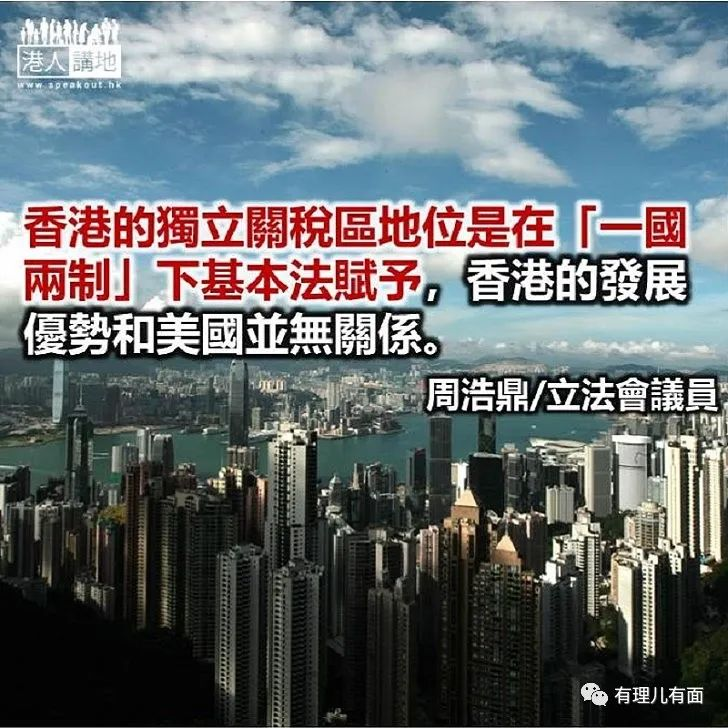 港人講地
www.speakout.hk
香港的獨立關稅區地位是在「一國
兩制」下基本法賦予，香港的發展
優勢和美國並無關係。
周浩鼎/立法會議員
有理儿有面